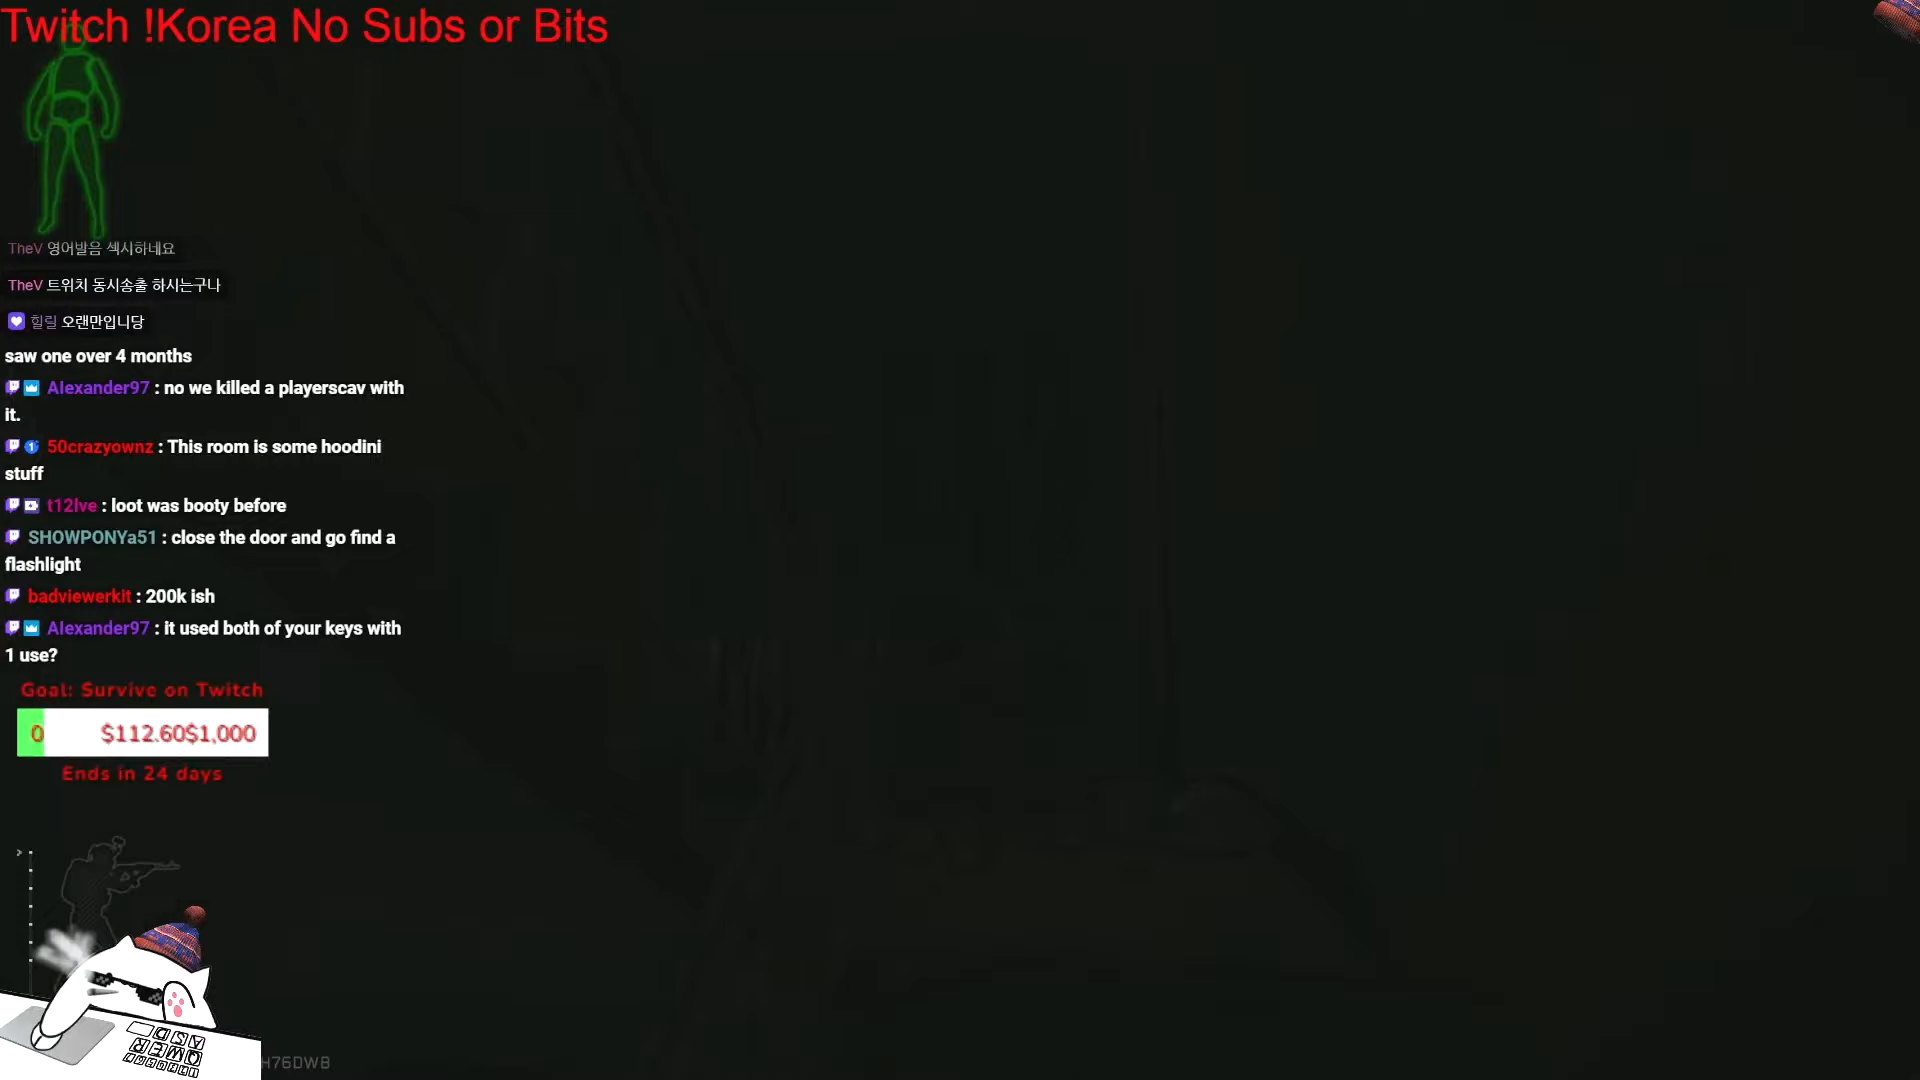 Twitch !Korea No Subs or Bits
TheV 영어발음 섹시하네요
TheV 트위치 동시송출 하시는구나
힐릴 오랜만입니당
saw one over 4 months
Alexander97 : no we killed a playerscav with
it.
50crazyownz : This room is some hoodini
stuff
t12lve : loot was booty before
SHOWPONYa51 : close the door and go find a
flashlight
badviewerkit : 200k ish
Alexander97 : it used both of your keys with
1 use?
Goal: Survive on Twitch
0 $112.60$1,000
Ends in 24 days
H76DWB